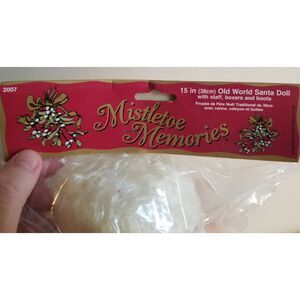 2007
15 in (38cm) Old World Santa Doll
with staff, boxers and boots
Poupée de Père Noël Traditionnel de 38cm
avec canne, caleçon et bottes
Mistletoe
Memories